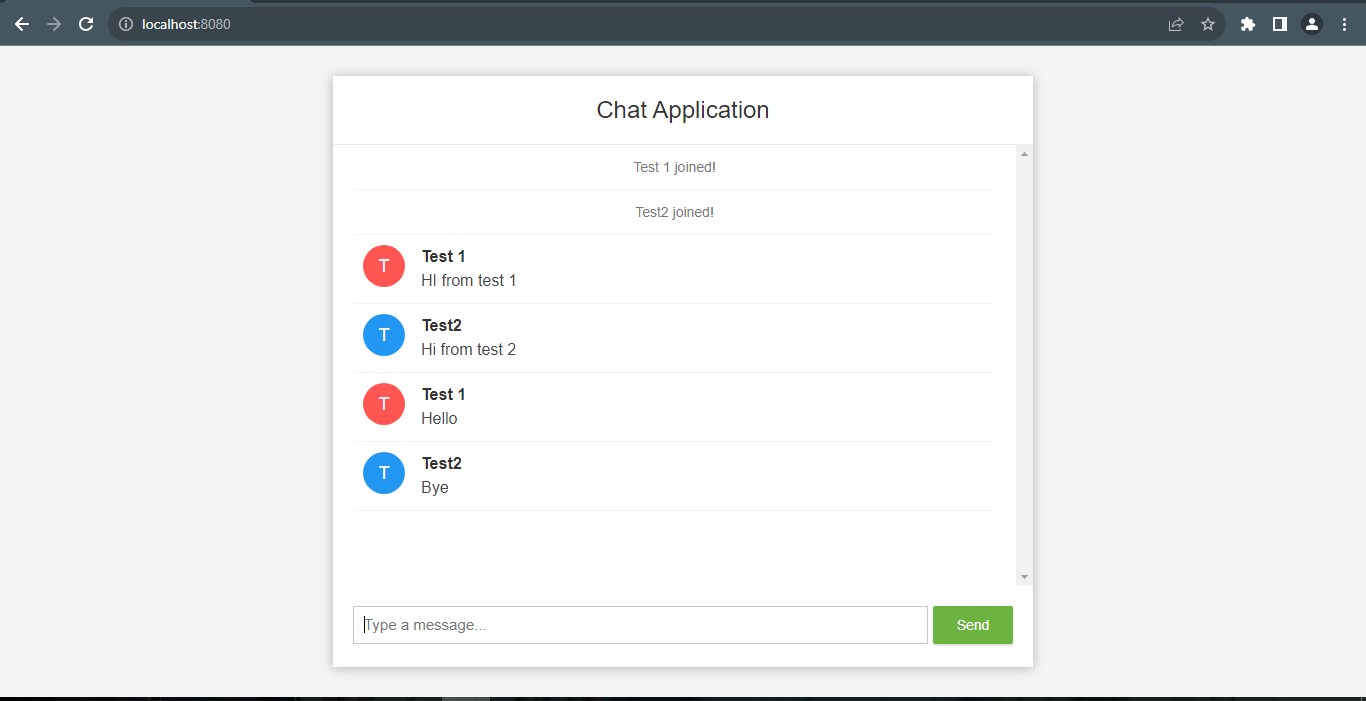 localhost:8080
Chat Application
Test 1 joined!
Test2 joined!
T
Test 1
HI from test 1
T
Test2
Hi from test 2
T
Test 1
Hello
T
Test2
Bye
Type a message...
Send